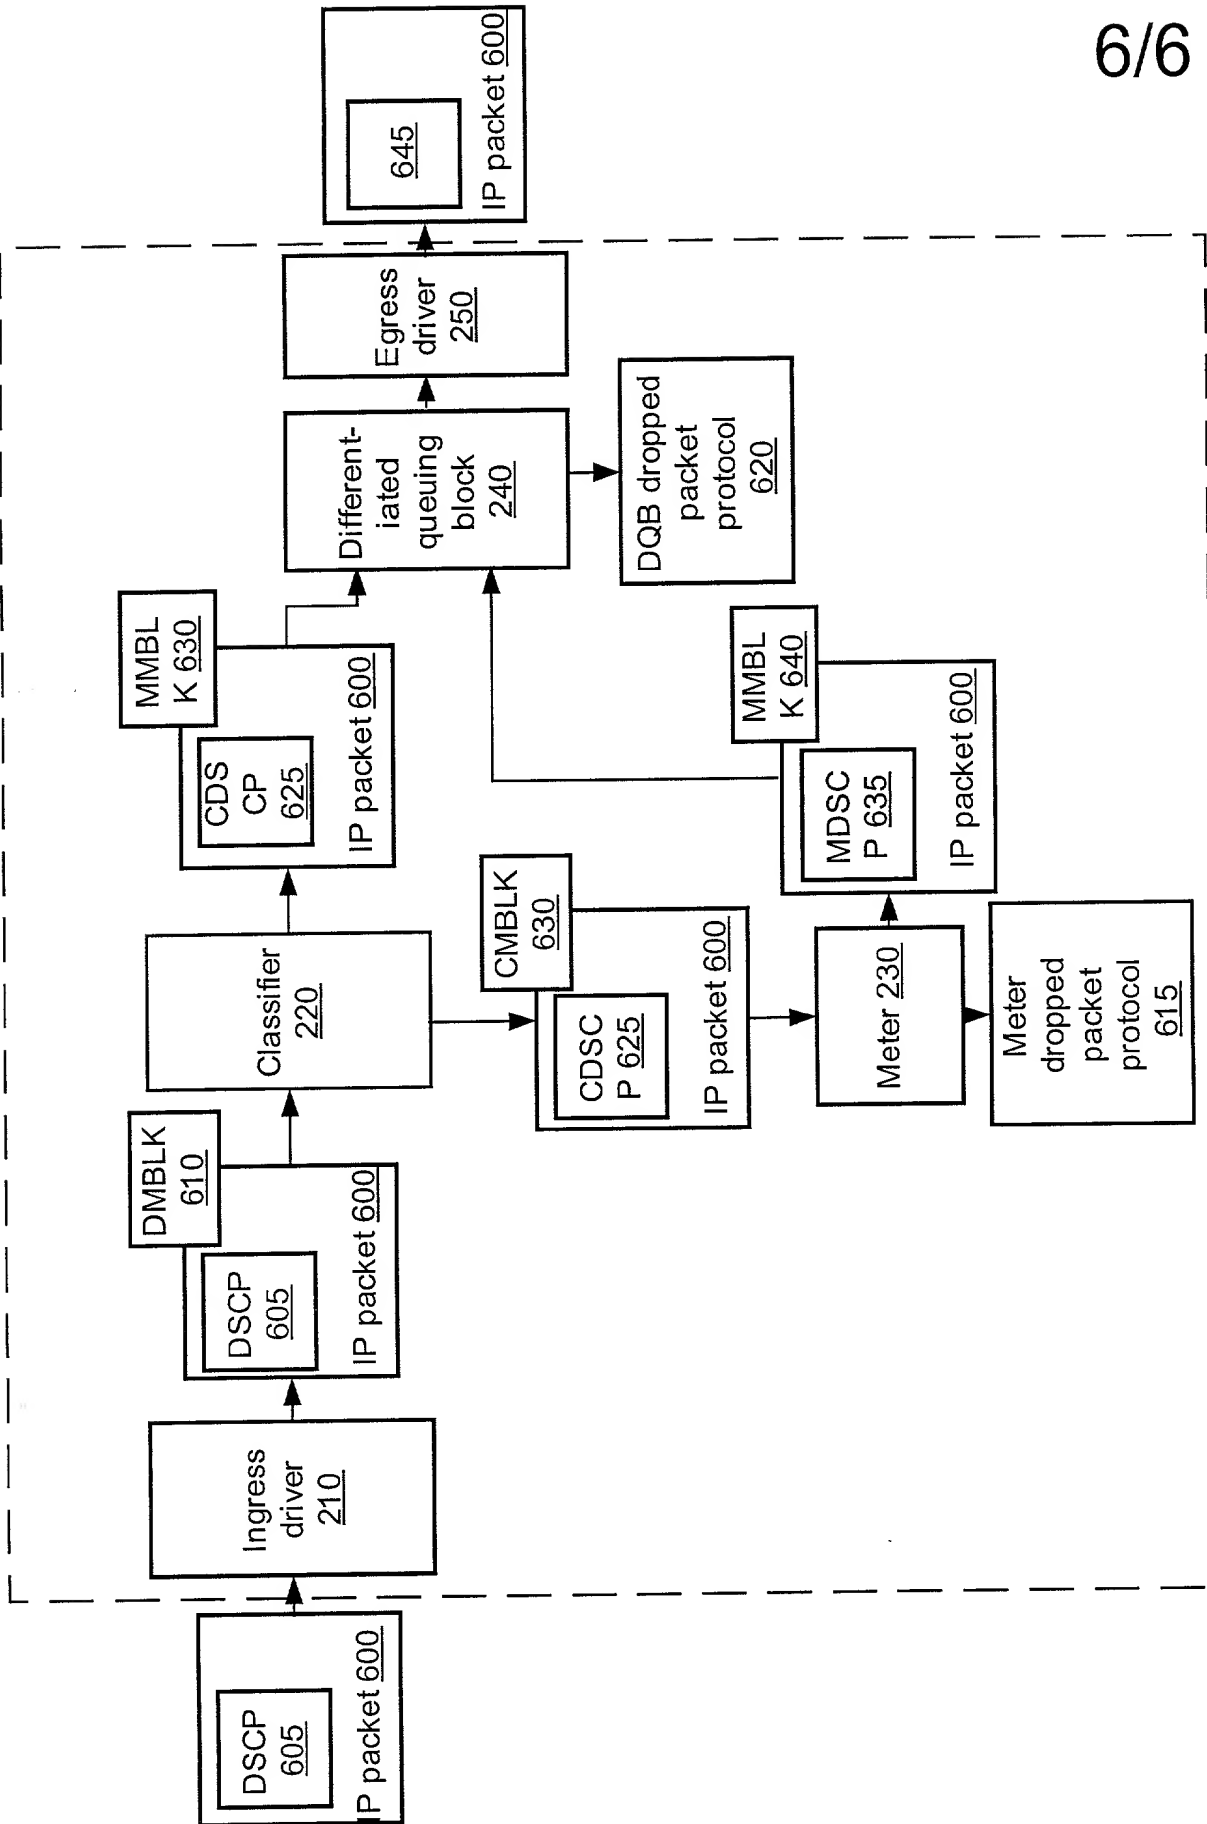 6/6
DSCP
605
IP packet 600
Ingress
driver
210
DMBLK
610
DSCP
605
IP packet 600
Classifier
220
MMBL
K 630
CDS
CP
625
IP packet 600
CMBLK
630
CDSC
P 625
IP packet 600
Meter 230
Meter
dropped
packet
protocol
615
MMBL
K 640
MDSC
P 635
IP packet 600
Different-
iated
queuing
block
240
DQB dropped
packet
protocol
620
Egress
driver
250
645
IP packet 600